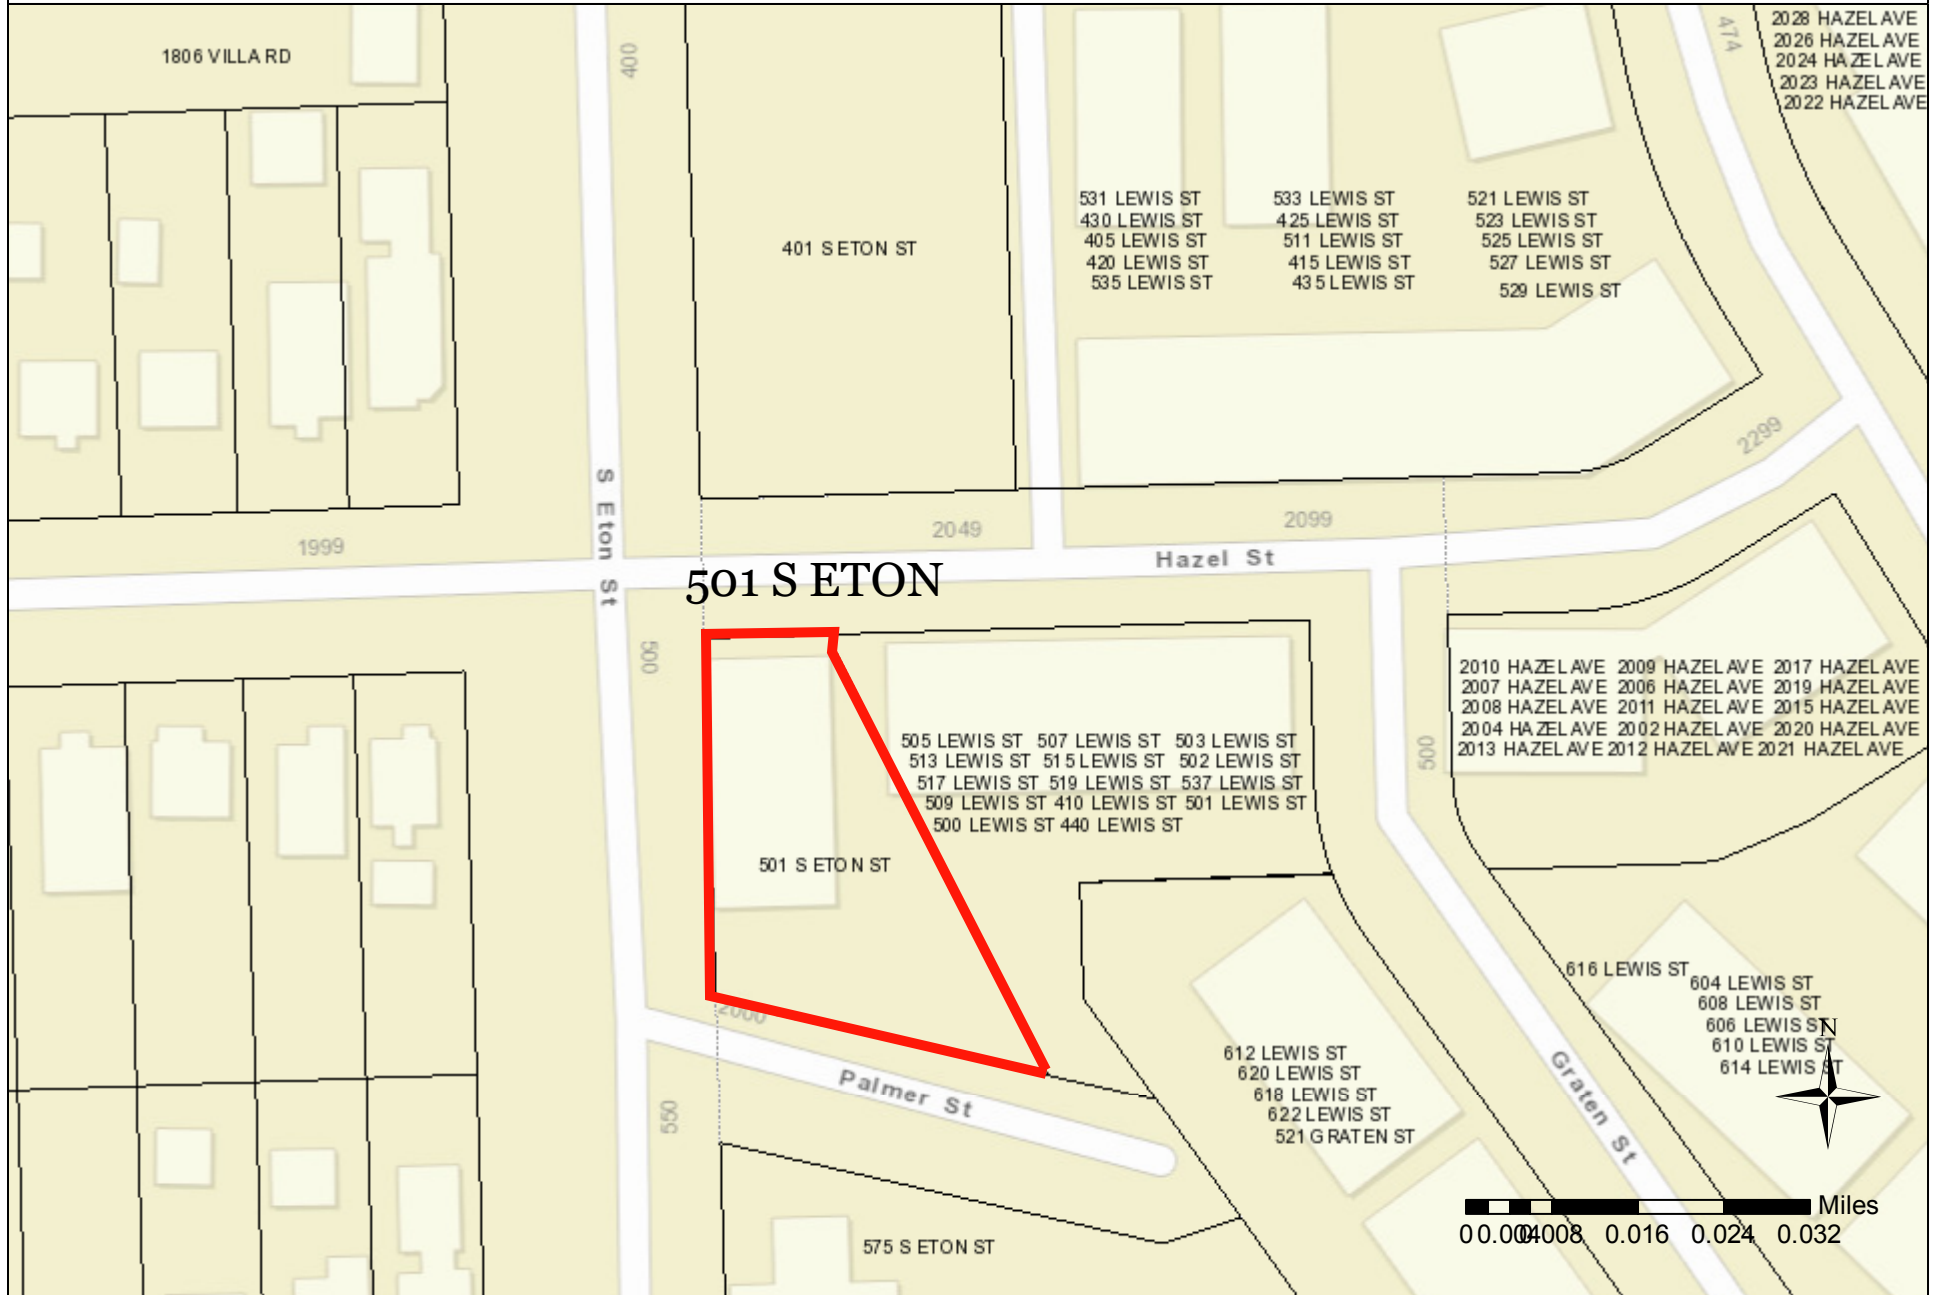 1806 VILLA RD
400
474
2028 HAZEL AVE
2026 HAZEL AVE
2024 HAZEL AVE
2023 HAZEL AVE
2022 HAZEL AVE
401 S ETON ST
531 LEWIS ST 533 LEWIS ST 521 LEWIS ST
430 LEWIS ST 425 LEWIS ST 523 LEWIS ST
405 LEWIS ST 511 LEWIS ST 525 LEWIS ST
420 LEWIS ST 415 LEWIS ST 527 LEWIS ST
535 LEWIS ST 435 LEWIS ST 529 LEWIS ST
2299
S Eton St
1999
2049
2099
Hazel St
501 S ETON
500
2010 HAZEL AVE 2009 HAZEL AVE 2017 HAZEL AVE
2007 HAZEL AVE 2006 HAZEL AVE 2019 HAZEL AVE
2008 HAZEL AVE 2011 HAZEL AVE 2015 HAZEL AVE
2004 HAZEL AVE 2002 HAZEL AVE 2020 HAZEL AVE
2013 HAZEL AVE 2012 HAZEL AVE 2021 HAZEL AVE
505 LEWIS ST 507 LEWIS ST 503 LEWIS ST
513 LEWIS ST 515 LEWIS ST 502 LEWIS ST
517 LEWIS ST 519 LEWIS ST 537 LEWIS ST
509 LEWIS ST 410 LEWIS ST 501 LEWIS ST
500 LEWIS ST 440 LEWIS ST
500
501 S ETON ST
616 LEWIS ST
604 LEWIS ST
608 LEWIS ST
606 LEWIS ST
610 LEWIS ST
614 LEWIS ST
N
2000
Palmer St
550
612 LEWIS ST
620 LEWIS ST
618 LEWIS ST
622 LEWIS ST
521 GRATEN ST
Graten St
575 S ETON ST
Miles
0 0.004 0.008 0.016 0.024 0.032